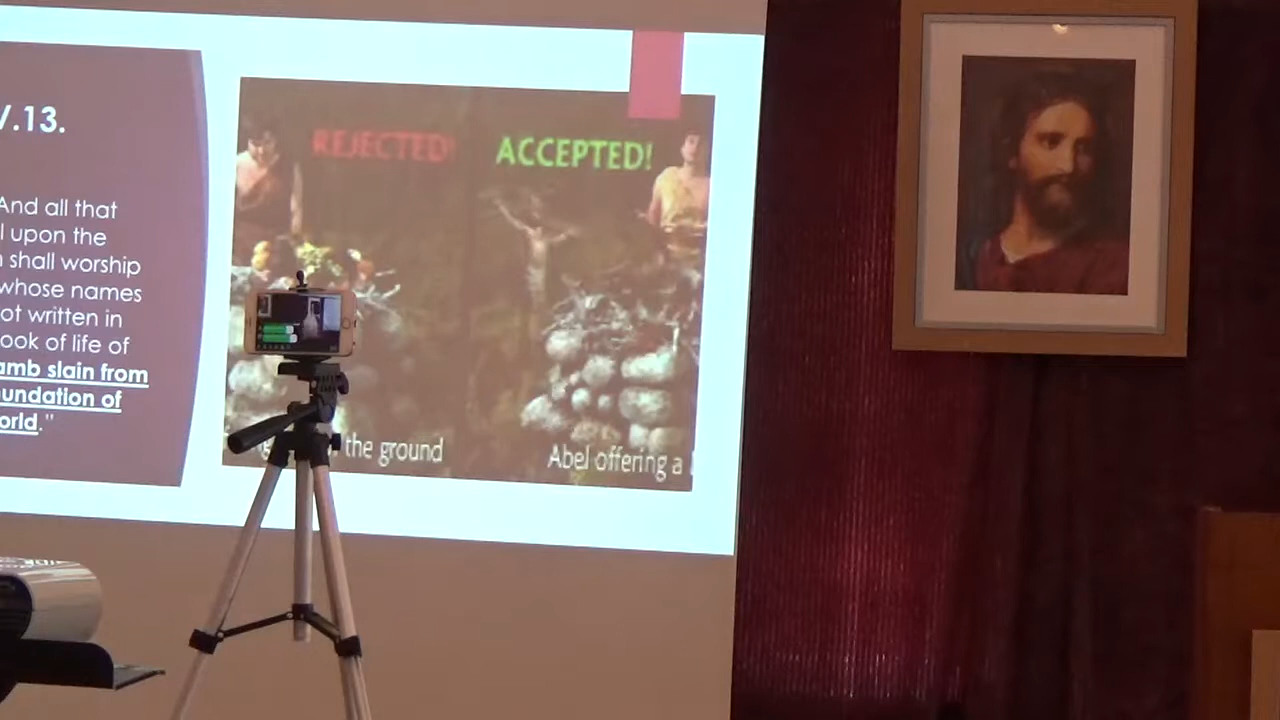 V.13.
And all that
l upon the
shall worship
whose names
ot written in
ook of life of
amb slain from
undation of
orld."
REJECTED!
ACCEPTED!
the ground
Abel offering a